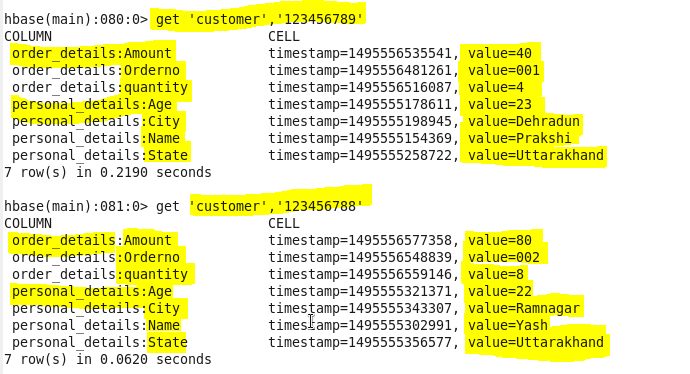 hbase(main):080:0> get 'customer','123456789'
COLUMN CELL
order_details:Amount timestamp=1495556535541, value=40
order_details:Orderno timestamp=1495556481261, value=001
order_details:quantity timestamp=1495556516087, value=4
personal_details:Age timestamp=1495555178611, value=23
personal_details:City timestamp=1495555198945, value=Dehradun
personal_details:Name timestamp=1495555154369, value=Prakshi
personal_details:State timestamp=1495555258722, value=Uttarakhand
7 row(s) in 0.2190 seconds
hbase(main):081:0> get 'customer','123456788'
COLUMN CELL
order_details:Amount timestamp=1495556577358, value=80
order_details:Orderno timestamp=1495556548839, value=002
order_details:quantity timestamp=1495556559146, value=8
personal_details:Age timestamp=1495555321371, value=22
personal_details:City timestamp=1495555343307, value=Ramnagar
personal_details:Name timestamp=1495555302991, value=Yash
personal_details:State timestamp=1495555356577, value=Uttarakhand
7 row(s) in 0.0620 seconds